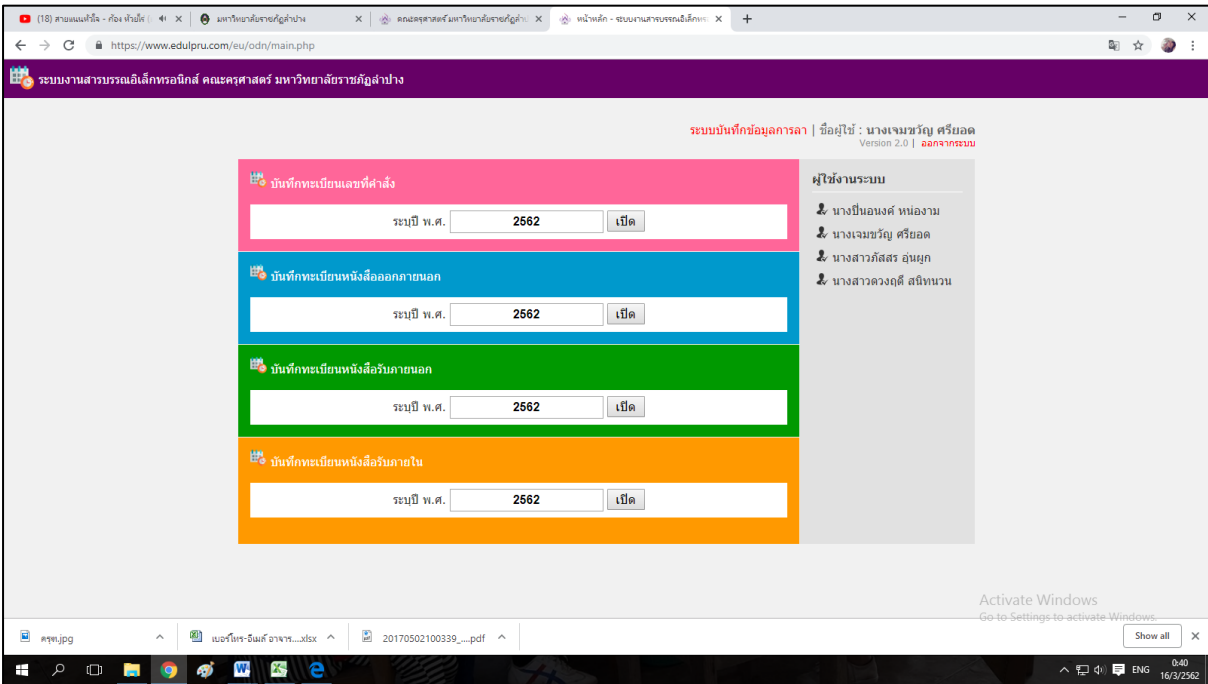 (18) สายแนนหัวใจ - ก้อง ห้วยไร่ (
มหาวิทยาลัยราชภัฏลำปาง
คณะครุศาสตร์ มหาวิทยาลัยราชภัฏลำป
หน้าหลัก - ระบบงานสารบรรณอิเล็กทร
https://www.edulpru.com/eu/odn/main.php
ระบบงานสารบรรณอิเล็กทรอนิกส์ คณะครุศาสตร์ มหาวิทยาลัยราชภัฏลำปาง
ระบบบันทึกข้อมูลการลา | ชื่อผู้ใช้ : นางเจมขวัญ ศรียอด
Version 2.0 | ออกจากระบบ
บันทึกทะเบียนเลขที่คำสั่ง
ระบุปี พ.ศ. 2562 เปิด
บันทึกทะเบียนหนังสือออกภายนอก
ระบุปี พ.ศ. 2562 เปิด
บันทึกทะเบียนหนังสือรับภายนอก
ระบุปี พ.ศ. 2562 เปิด
บันทึกทะเบียนหนังสือรับภายใน
ระบุปี พ.ศ. 2562 เปิด
ผู้ใช้งานระบบ
นางปิ่นอนงค์ หน่องาม
นางเจมขวัญ ศรียอด
นางสาวภัสสร อุ่นผูก
นางสาวดวงฤดี สนิทนวน
Activate Windows
Go to Settings to activate Windows.
ครุฑ.jpg
เบอร์โทร-อีเมล์ อาจาร....xlsx
20170502100339_....pdf
Show all
ENG
0:40
16/3/2562